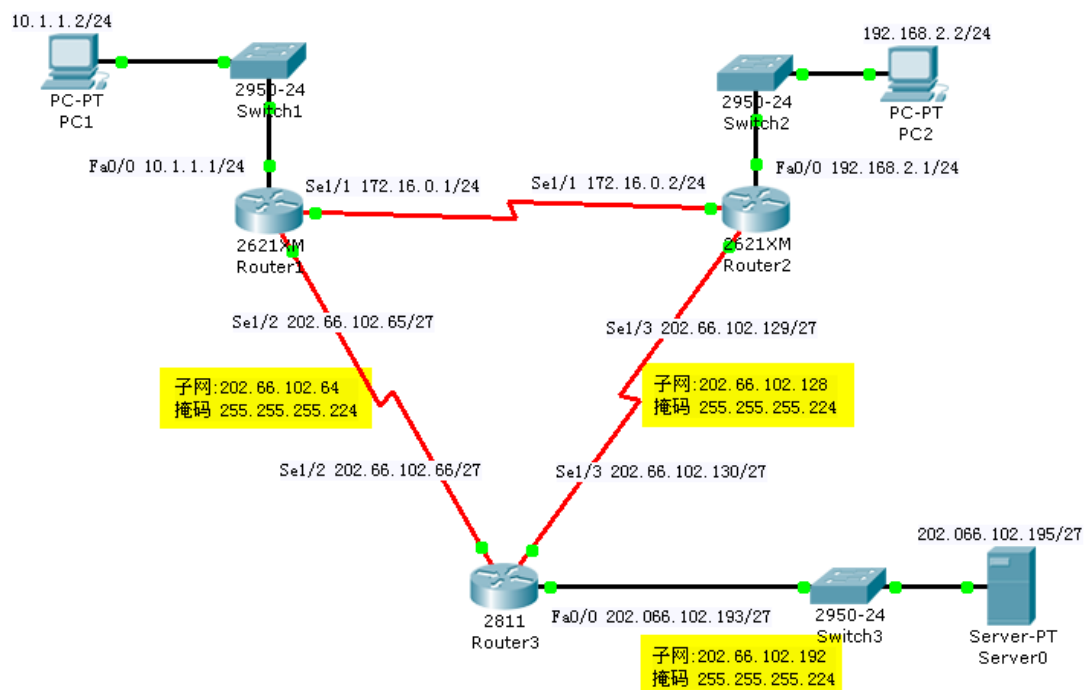 10.1.1.2/24
PC-PT
PC1
2950-24
Switch1
192.168.2.2/24
2950-24
Switch2
PC-PT
PC2
Fa0/0 10.1.1.1/24
Fa0/0 192.168.2.1/24
Se1/1 172.16.0.1/24
Se1/1 172.16.0.2/24
2621XM
Router1
2621XM
Router2
Se1/2 202.66.102.65/27
Se1/3 202.66.102.129/27
子网:202.66.102.64
掩码 255.255.255.224
子网:202.66.102.128
掩码 255.255.255.224
Se1/2 202.66.102.66/27
Se1/3 202.66.102.130/27
202.066.102.195/27
2811
Router3
Fa0/0 202.066.102.193/27
2950-24
Switch3
Server-PT
Server0
子网:202.66.102.192
掩码 255.255.255.224